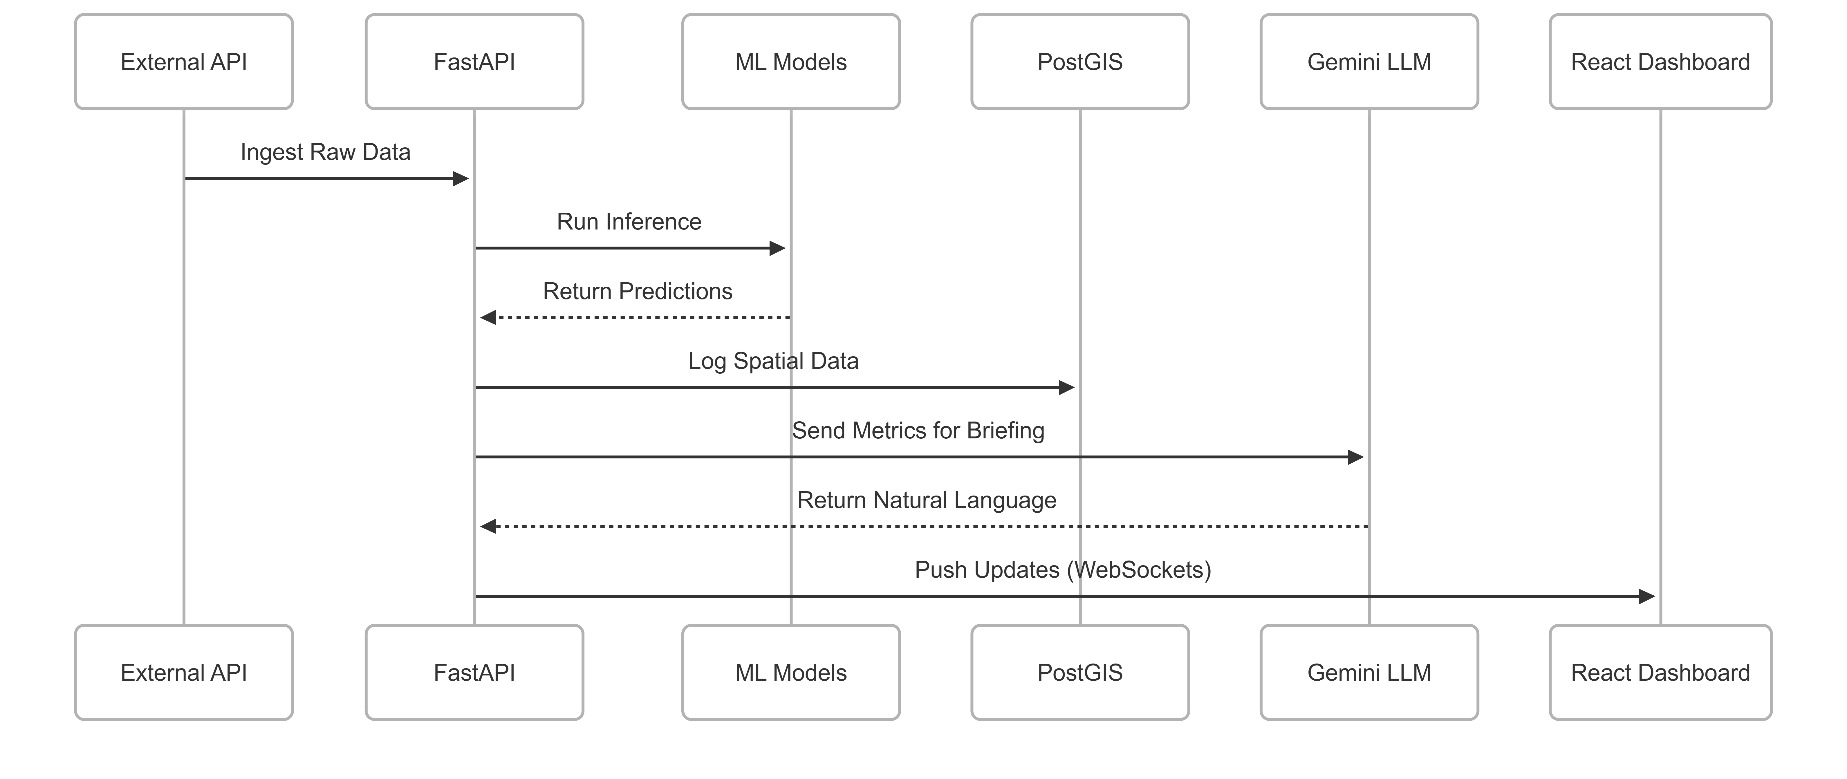 External API
FastAPI
ML Models
PostGIS
Gemini LLM
React Dashboard
Ingest Raw Data
Run Inference
Return Predictions
Log Spatial Data
Send Metrics for Briefing
Return Natural Language
Push Updates (WebSockets)
External API
FastAPI
ML Models
PostGIS
Gemini LLM
React Dashboard